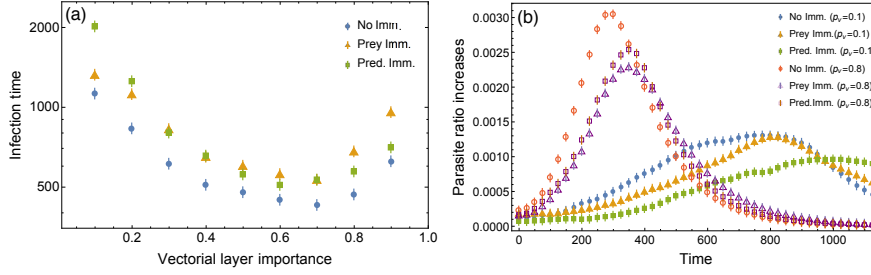 (a)
No Imm.
Prey Imm.
Pred. Imm.
2000
1000
500
0.2 0.4 0.6 0.8 1.0
Infection time
Vectorial layer importance
(b)
No Imm. (pv=0.1)
Prey Imm. (pv=0.1)
Pred. Imm. (pv=0.1)
No Imm. (pv=0.8)
Prey Imm. (pv=0.8)
Pred.Imm. (pv=0.8)
0.0030
0.0025
0.0020
0.0015
0.0010
0.0005
0.0000
0 200 400 600 800 1000
Parasite ratio increases
Time